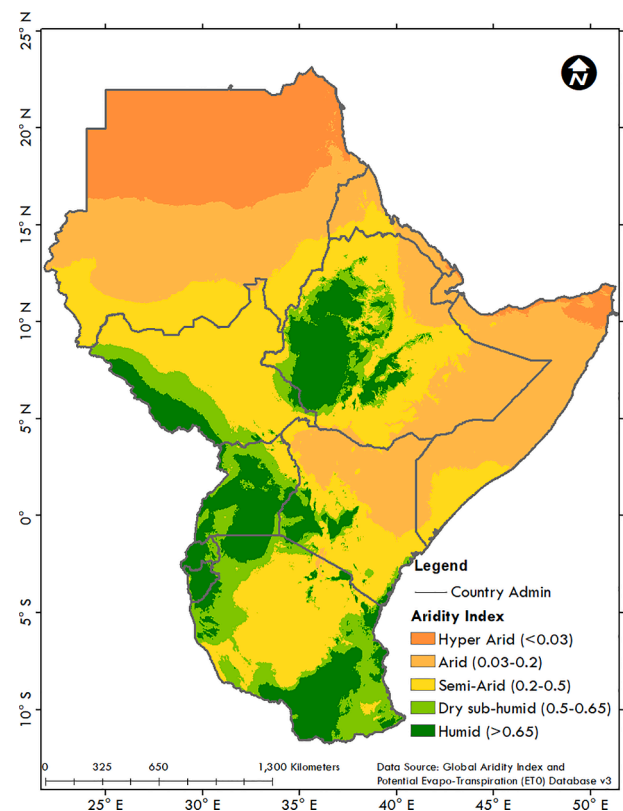 25° N
N
20° N
15° N
10° N
5° N
0°
5° S
10° S
Legend
Country Admin
Aridity Index
Hyper Arid (<0.03)
Arid (0.03-0.2)
Semi-Arid (0.2-0.5)
Dry sub-humid (0.5-0.65)
Humid (>0.65)
0 325 650 1,300 Kilometers
Data Source: Global Aridity Index and
Potential Evapo-Transpiration (ET0) Database v3
25° E 30° E 35° E 40° E 45° E 50° E